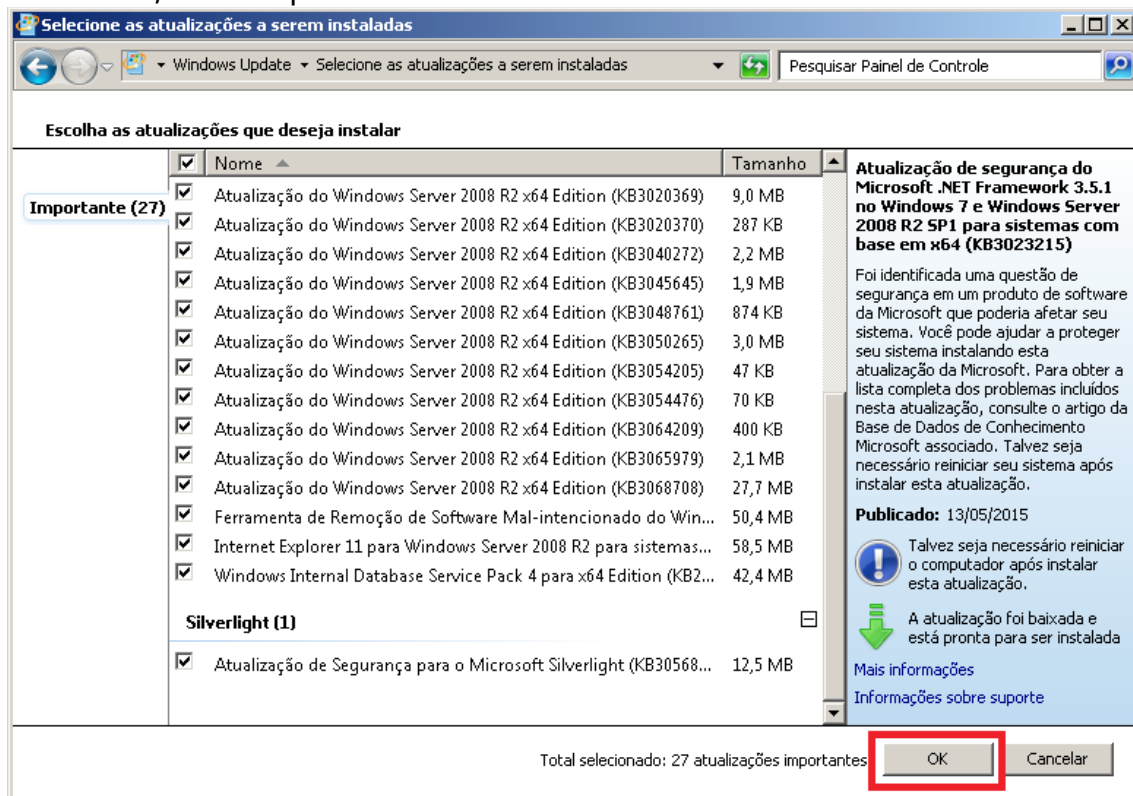 Selecione as atualizações a serem instaladas
Windows Update Selecione as atualizações a serem instaladas Pesquisar Painel de Controle
Escolha as atualizações que deseja instalar
Importante (27)
Nome Tamanho
Atualização do Windows Server 2008 R2 x64 Edition (KB3020369) 9,0 MB
Atualização do Windows Server 2008 R2 x64 Edition (KB3020370) 287 KB
Atualização do Windows Server 2008 R2 x64 Edition (KB3040272) 2,2 MB
Atualização do Windows Server 2008 R2 x64 Edition (KB3045645) 1,9 MB
Atualização do Windows Server 2008 R2 x64 Edition (KB3048761) 874 KB
Atualização do Windows Server 2008 R2 x64 Edition (KB3050265) 3,0 MB
Atualização do Windows Server 2008 R2 x64 Edition (KB3054205) 47 KB
Atualização do Windows Server 2008 R2 x64 Edition (KB3054476) 70 KB
Atualização do Windows Server 2008 R2 x64 Edition (KB3064209) 400 KB
Atualização do Windows Server 2008 R2 x64 Edition (KB3065979) 2,1 MB
Atualização do Windows Server 2008 R2 x64 Edition (KB3068708) 27,7 MB
Ferramenta de Remoção de Software Mal-intencionado do Win... 50,4 MB
Internet Explorer 11 para Windows Server 2008 R2 para sistemas... 58,5 MB
Windows Internal Database Service Pack 4 para x64 Edition (KB2... 42,4 MB
Silverlight (1)
Atualização de Segurança para o Microsoft Silverlight (KB30568... 12,5 MB
Atualização de segurança do
Microsoft .NET Framework 3.5.1
no Windows 7 e Windows Server
2008 R2 SP1 para sistemas com
base em x64 (KB3023215)
Foi identificada uma questão de
segurança em um produto de software
da Microsoft que poderia afetar seu
sistema. Você pode ajudar a proteger
seu sistema instalando esta
atualização da Microsoft. Para obter a
lista completa dos problemas incluídos
nesta atualização, consulte o artigo da
Base de Dados de Conhecimento
Microsoft associado. Talvez seja
necessário reiniciar seu sistema após
instalar esta atualização.
Publicado: 13/05/2015
Talvez seja necessário reiniciar
o computador após instalar
esta atualização.
A atualização foi baixada e
está pronta para ser instalada
Mais informações
Informações sobre suporte
Total selecionado: 27 atualizações importantes
OK Cancelar